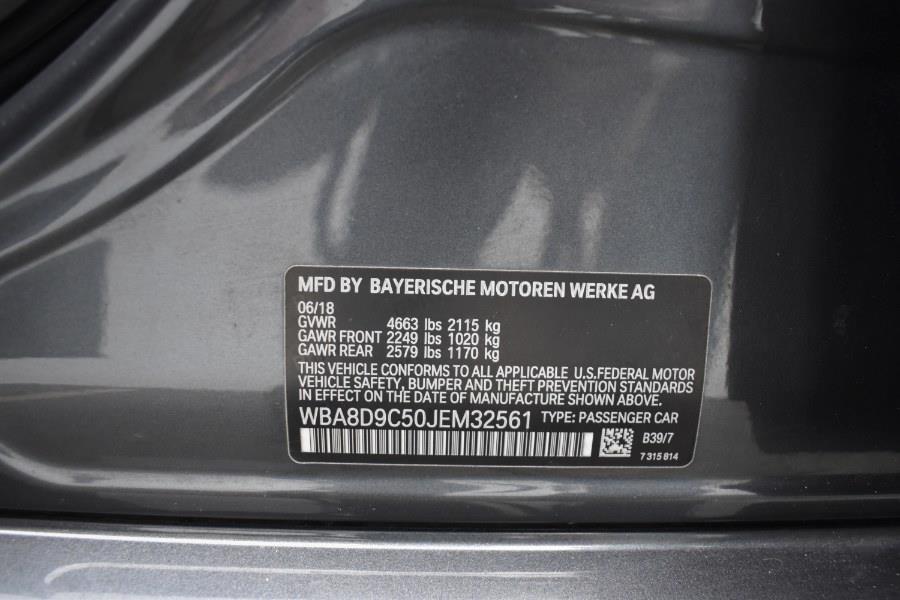 MFD BY BAYERISCHE MOTOREN WERKE AG
06/18
GVWR 4663 lbs 2115 kg
GAWR FRONT 2249 lbs 1020 kg
GAWR REAR 2579 lbs 1170 kg
THIS VEHICLE CONFORMS TO ALL APPLICABLE U.S.FEDERAL MOTOR
VEHICLE SAFETY, BUMPER AND THEFT PREVENTION STANDARDS
IN EFFECT ON THE DATE OF MANUFACTURE SHOWN ABOVE.
WBA8D9C50JEM32561 TYPE: PASSENGER CAR
B39/7
7 315 814